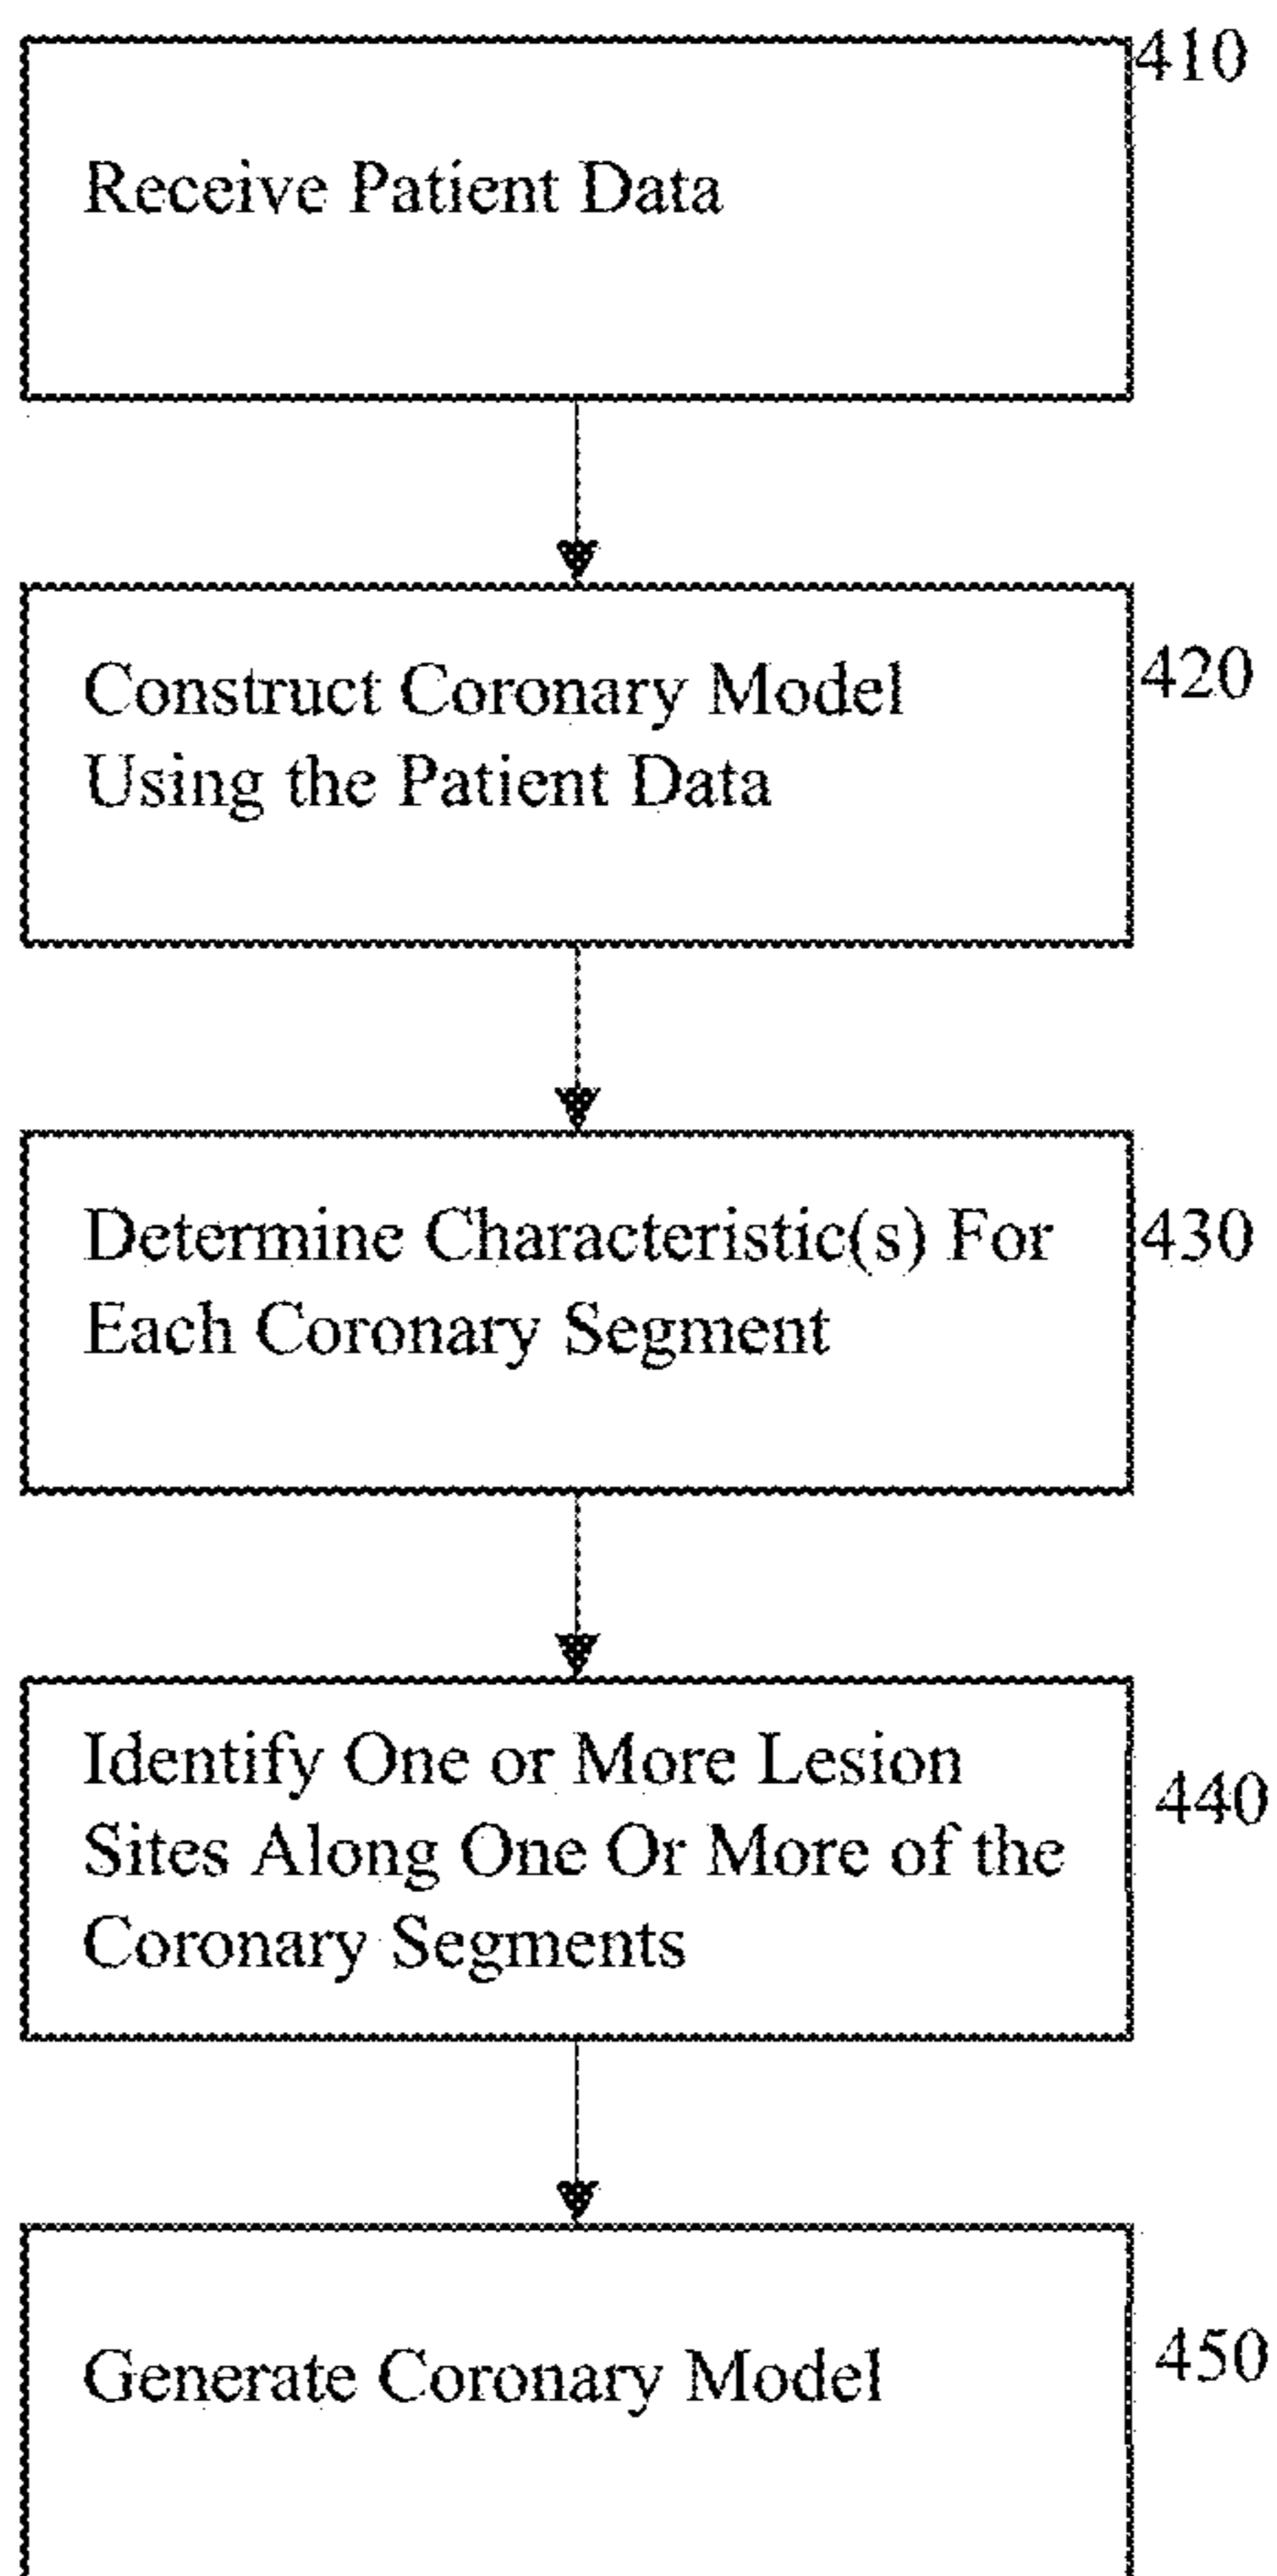 410
Receive Patient Data
420
Construct Coronary Model
Using the Patient Data
430
Determine Characteristic(s) For
Each Coronary Segment
440
Identify One or More Lesion
Sites Along One Or More of the
Coronary Segments
450
Generate Coronary Model